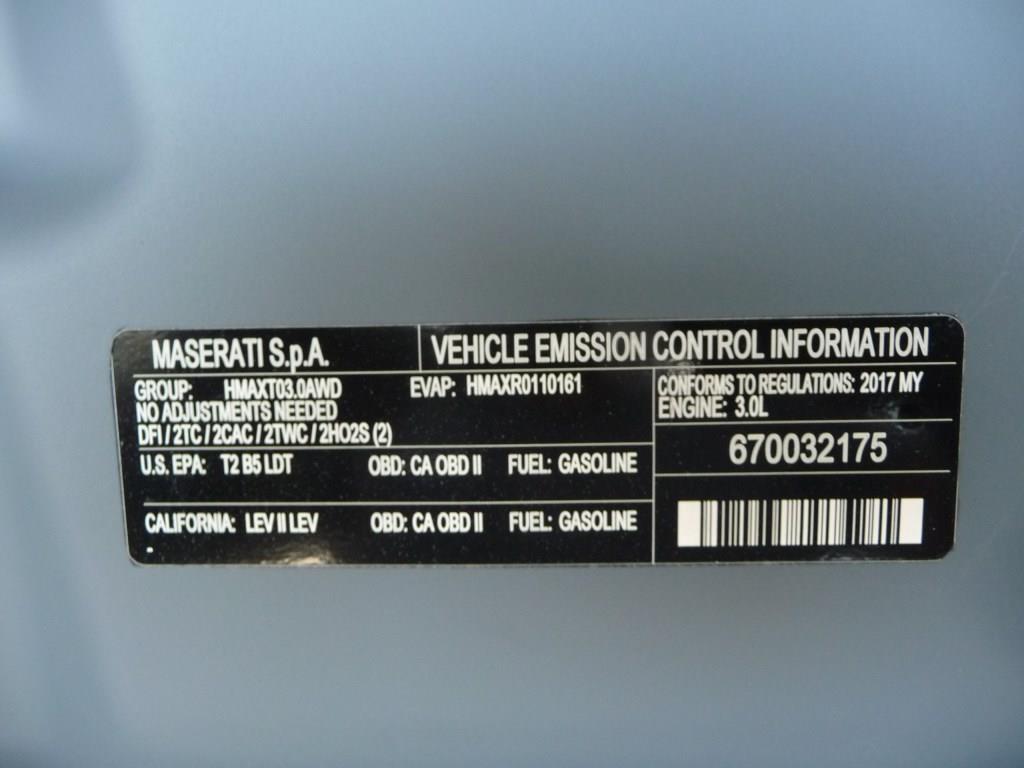 MASERATI S.p.A.
VEHICLE EMISSION CONTROL INFORMATION
GROUP: HMAXT03.0AWD EVAP: HMAXR0110161
NO ADJUSTMENTS NEEDED
DFI / 2TC / 2CAC / 2TWC / 2HO2S (2)
CONFORMS TO REGULATIONS: 2017 MY
ENGINE: 3.0L
670032175
U.S. EPA: T2 B5 LDT OBD: CA OBD II FUEL: GASOLINE
CALIFORNIA: LEV II LEV OBD: CA OBD II FUEL: GASOLINE
.